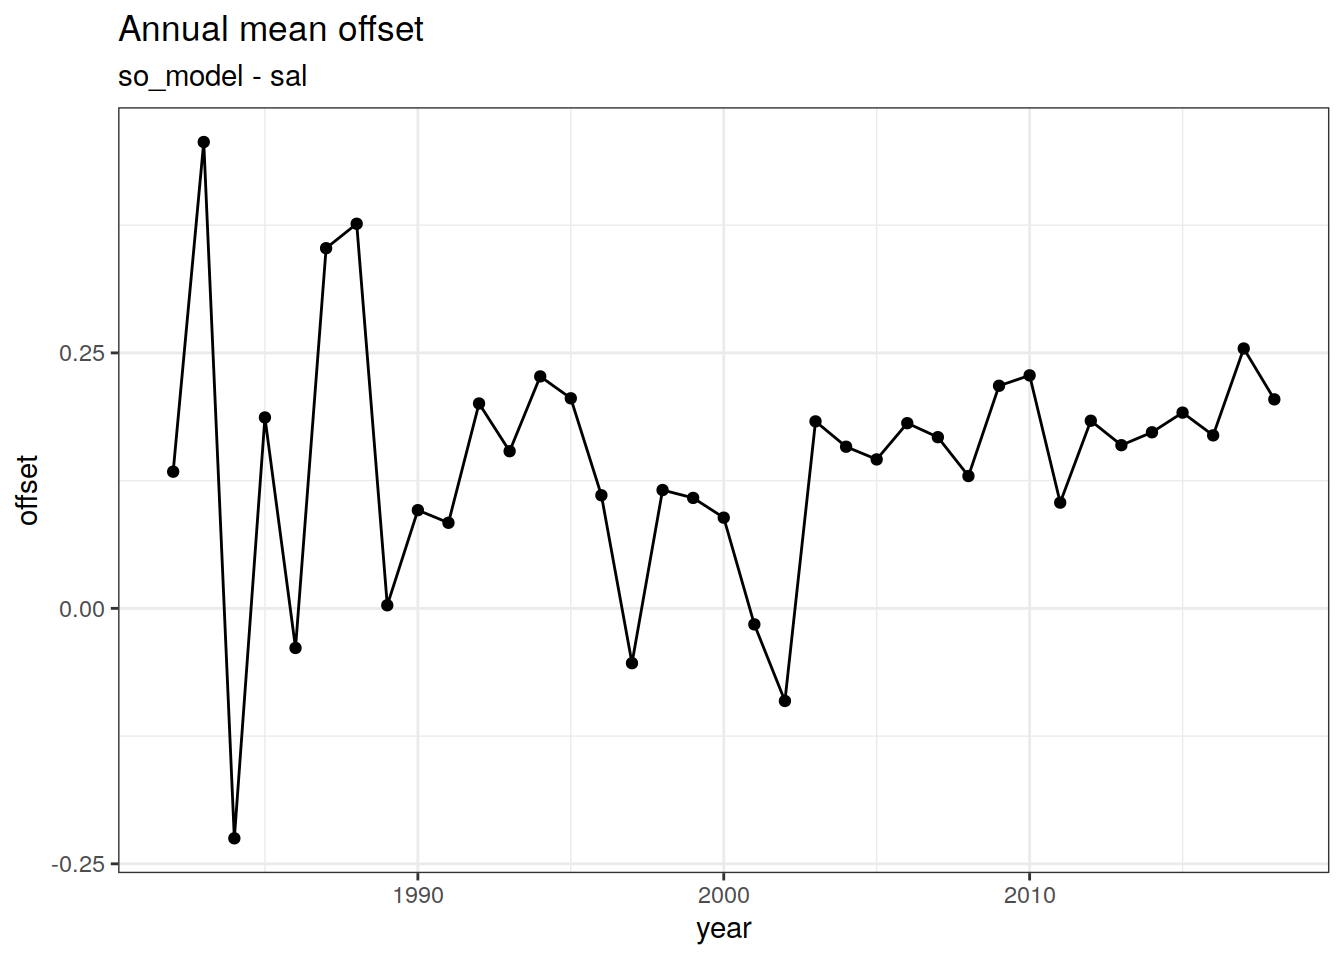 Annual mean offset
so_model - sal
offset
0.25
0.00
-0.25
1990 2000 2010
year